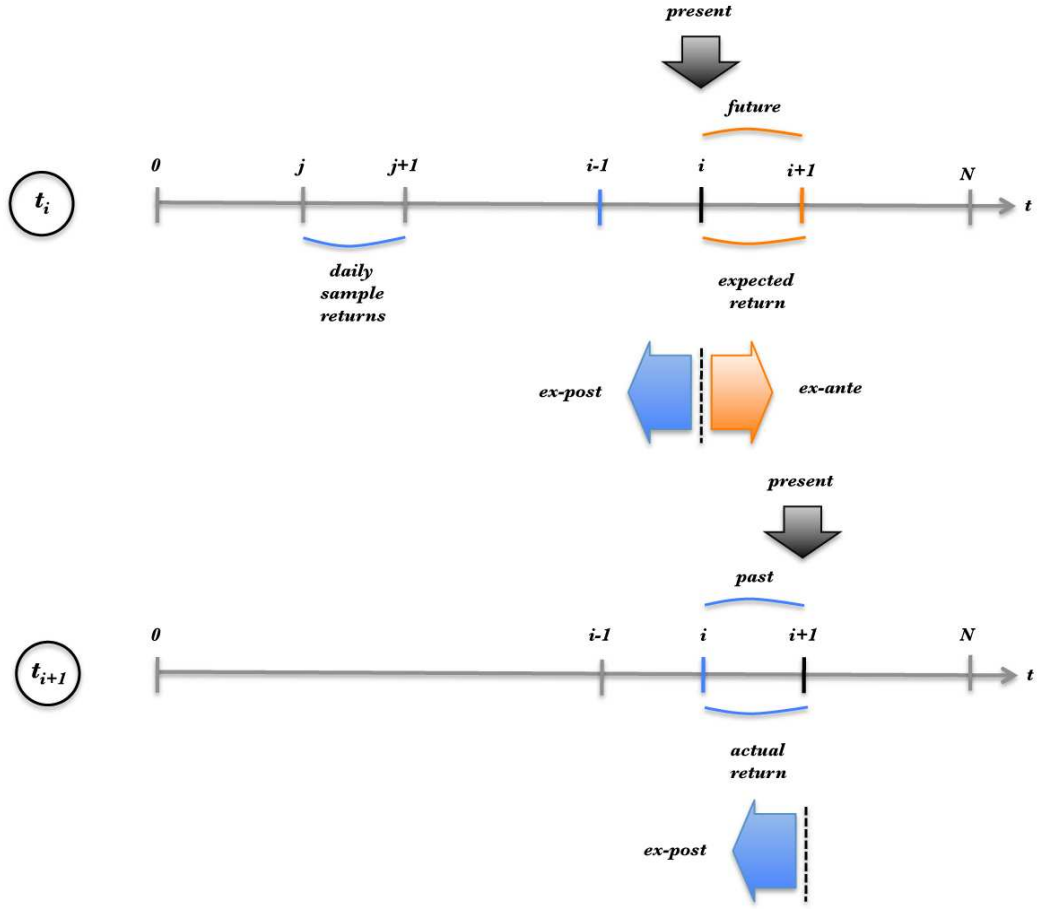 present
future
0
j
j+1
i-1
i
i+1
N
t_i
t
daily
sample
returns
expected
return
ex-post
ex-ante
present
past
0
i-1
i
i+1
N
t_{i+1}
t
actual
return
ex-post